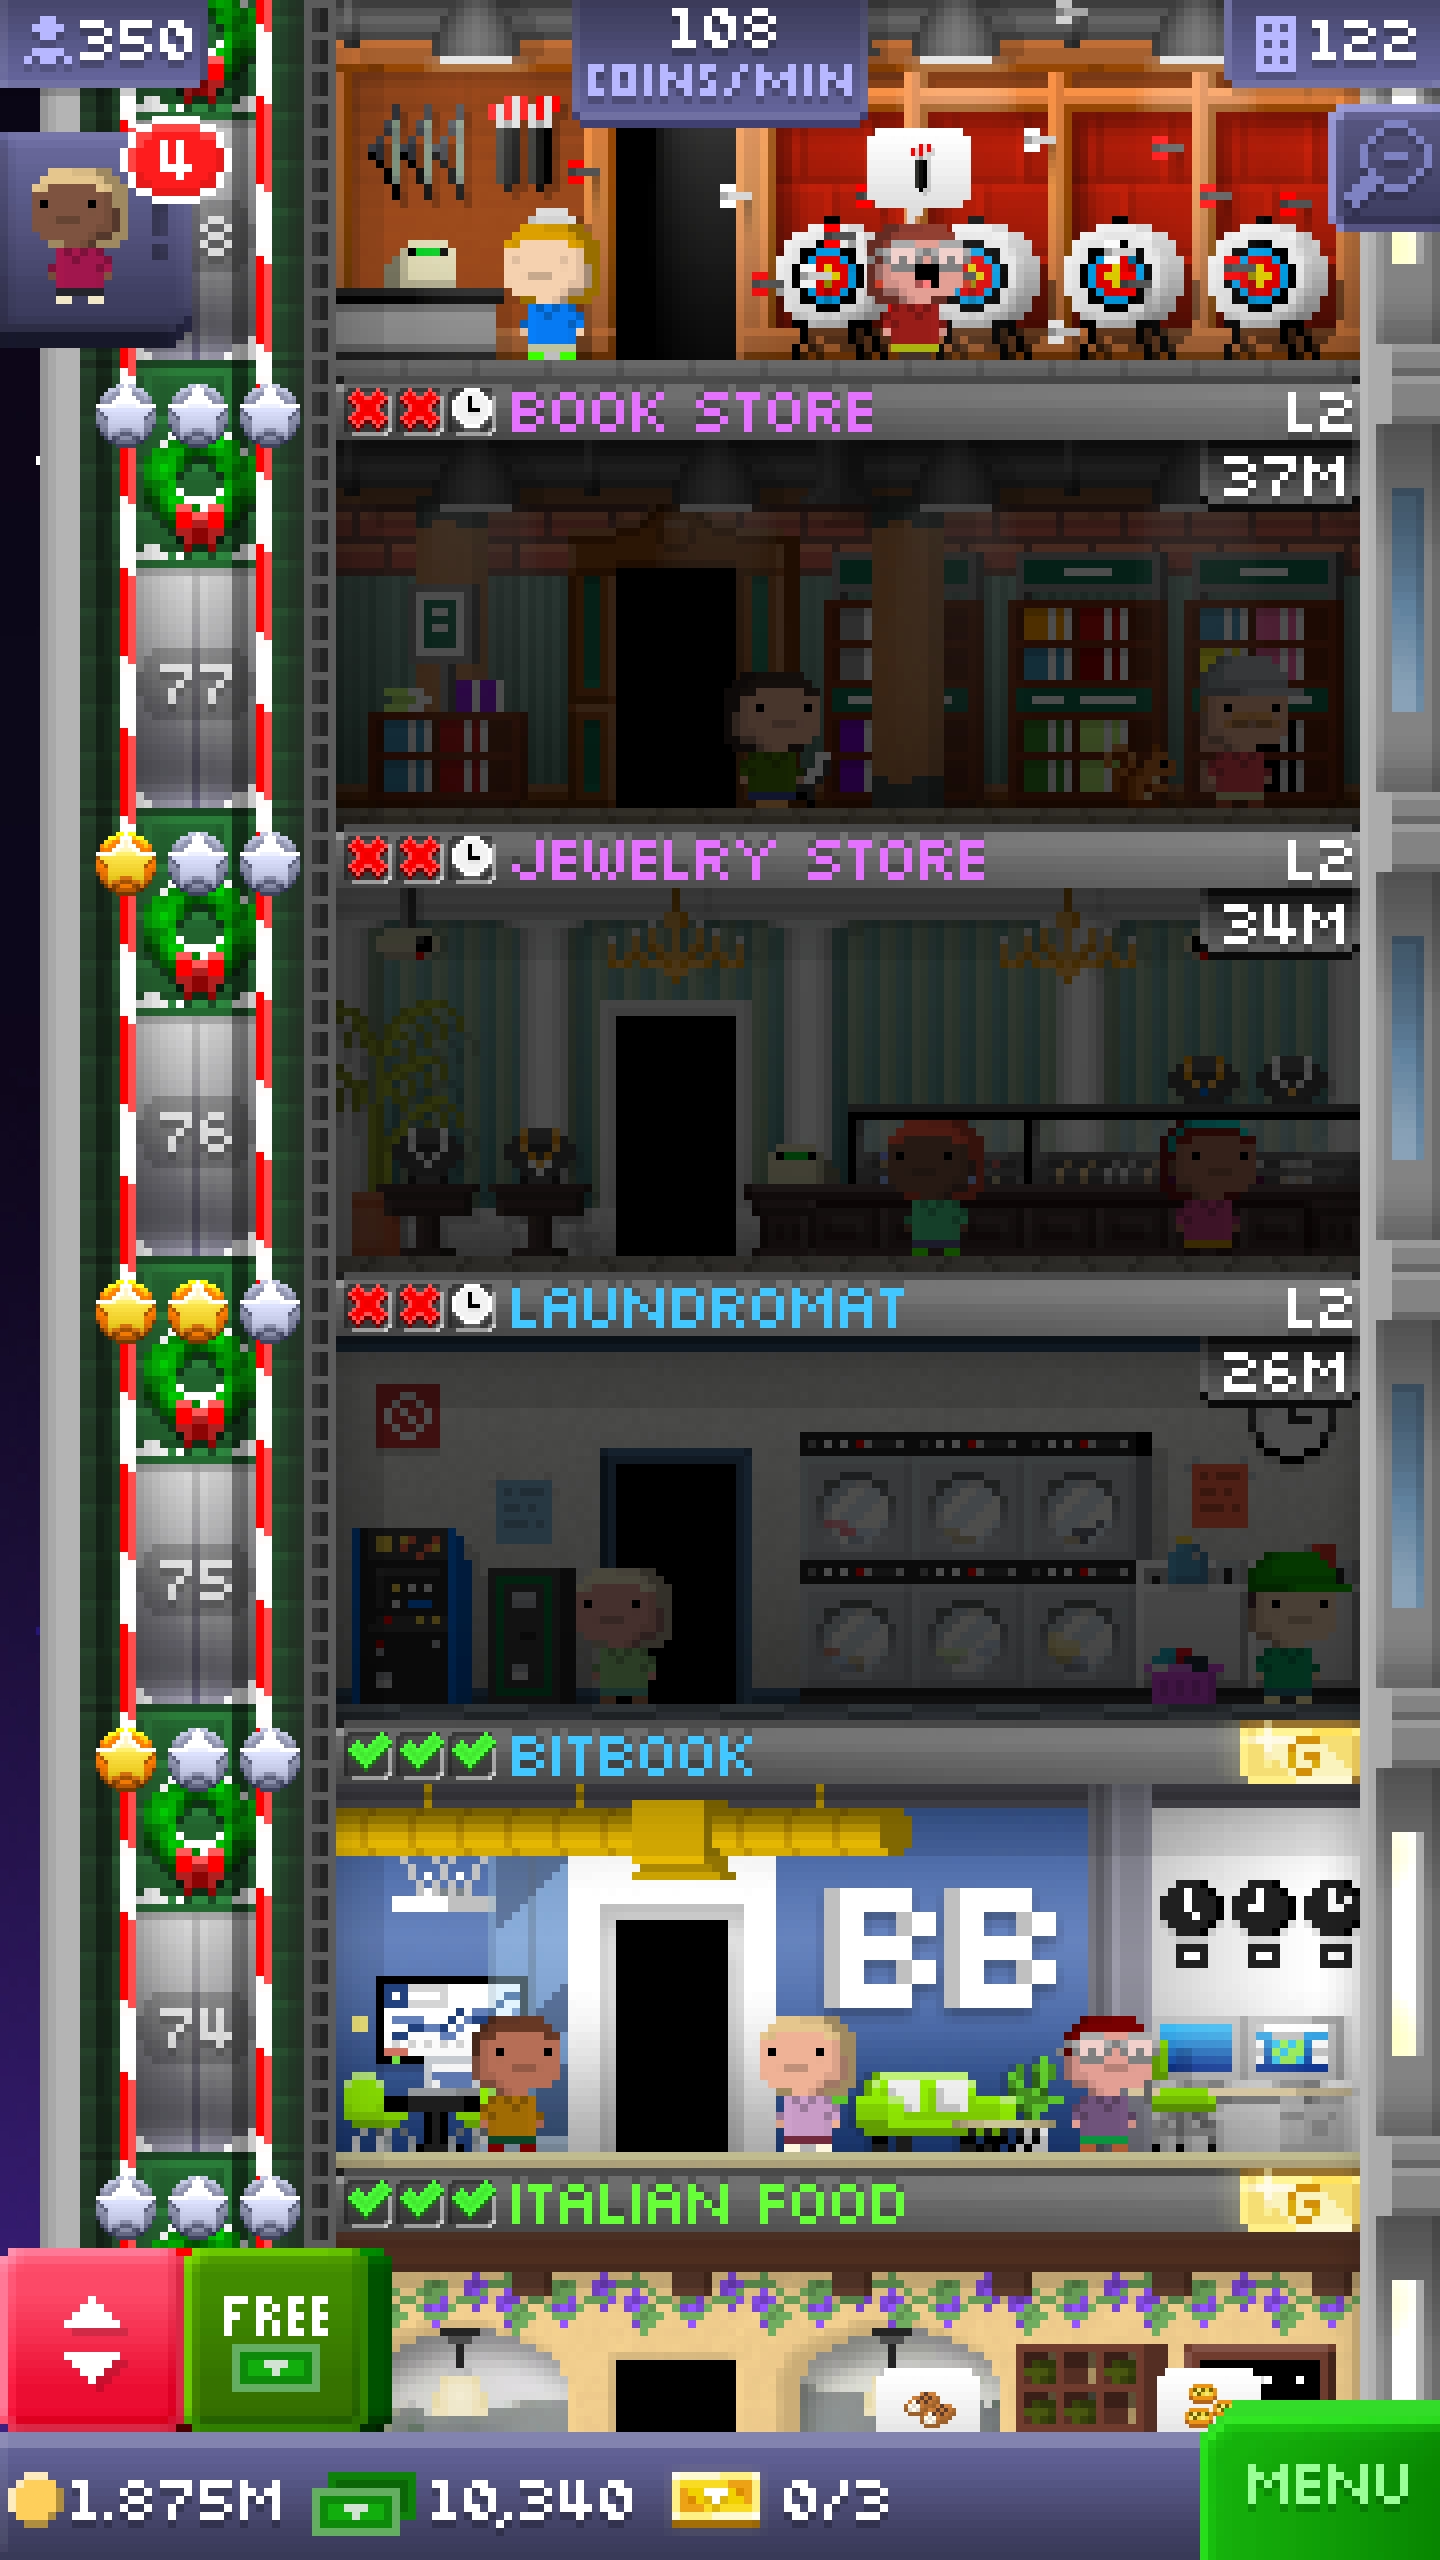 350
108
COINS/MIN
122
4
8
BOOK STORE L2
37M
77
JEWELRY STORE L2
34M
76
LAUNDROMAT L2
26M
75
BITBOOK G
BB
74
ITALIAN FOOD G
FREE
1.875M 10,340 0/3
MENU